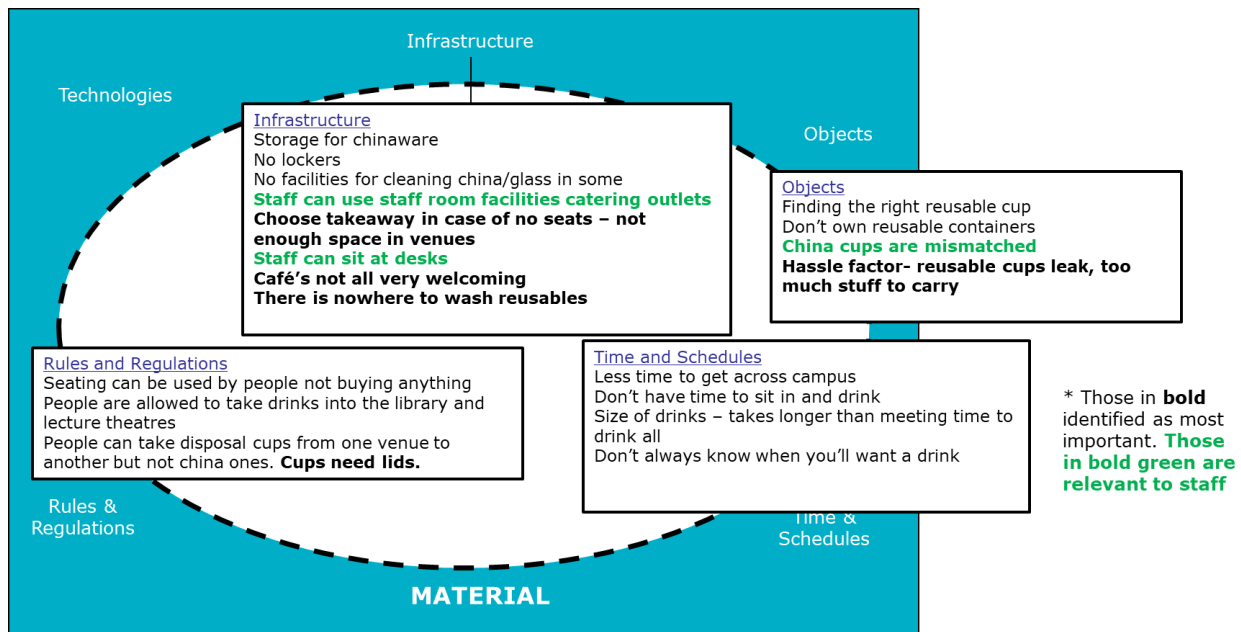 Infrastructure
Technologies
Objects
Infrastructure
Storage for chinaware
No lockers
No facilities for cleaning china/glass in some
Staff can use staff room facilities catering outlets
Choose takeaway in case of no seats – not
enough space in venues
Staff can sit at desks
Café’s not all very welcoming
There is nowhere to wash reusables
Objects
Finding the right reusable cup
Don’t own reusable containers
China cups are mismatched
Hassle factor- reusable cups leak, too
much stuff to carry
Rules and Regulations
Seating can be used by people not buying anything
People are allowed to take drinks into the library and
lecture theatres
People can take disposal cups from one venue to
another but not china ones. Cups need lids.
Time and Schedules
Less time to get across campus
Don’t have time to sit in and drink
Size of drinks – takes longer than meeting time to
drink all
Don’t always know when you’ll want a drink
* Those in bold
identified as most
important. Those
in bold green are
relevant to staff
Rules &
Regulations
Time &
Schedules
MATERIAL